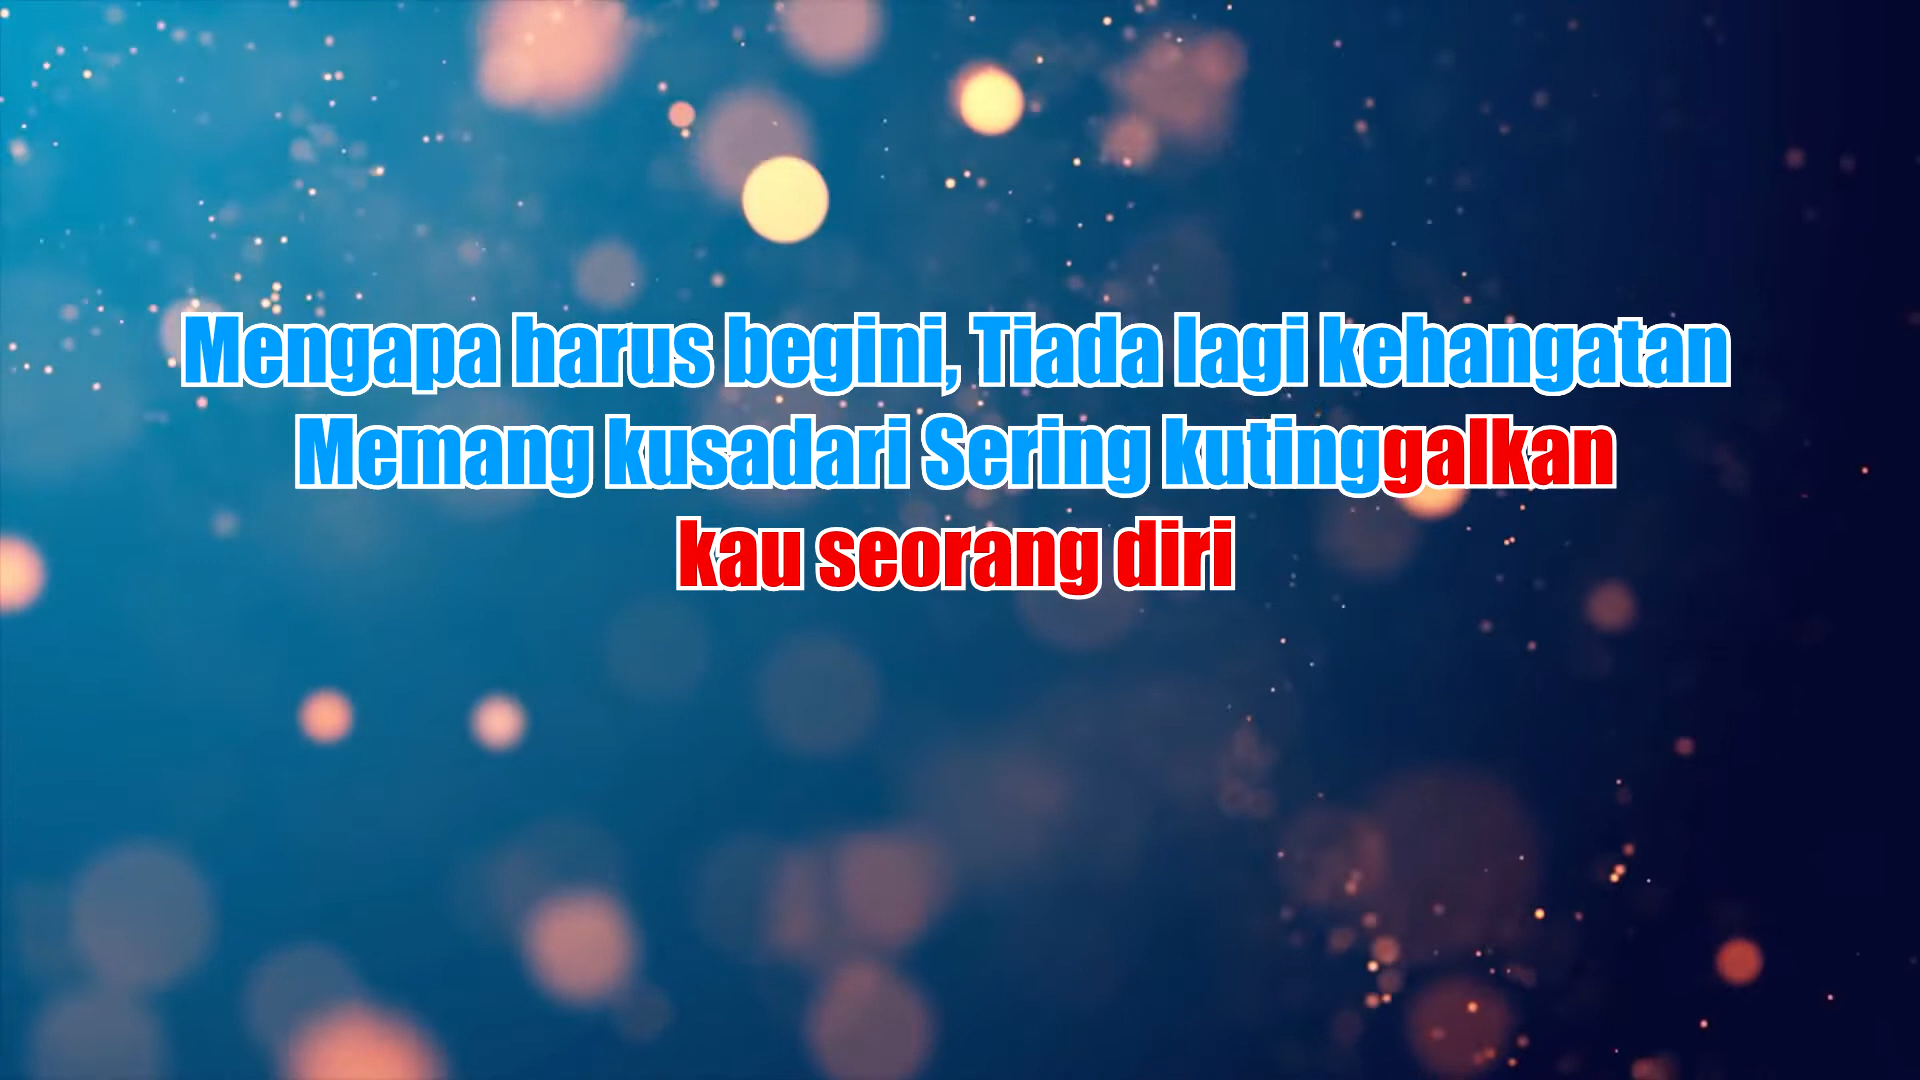 Mengapa harus begini, Tiada lagi kehangatan
Memang kusadari Sering kutinggalkan
kau seorang diri